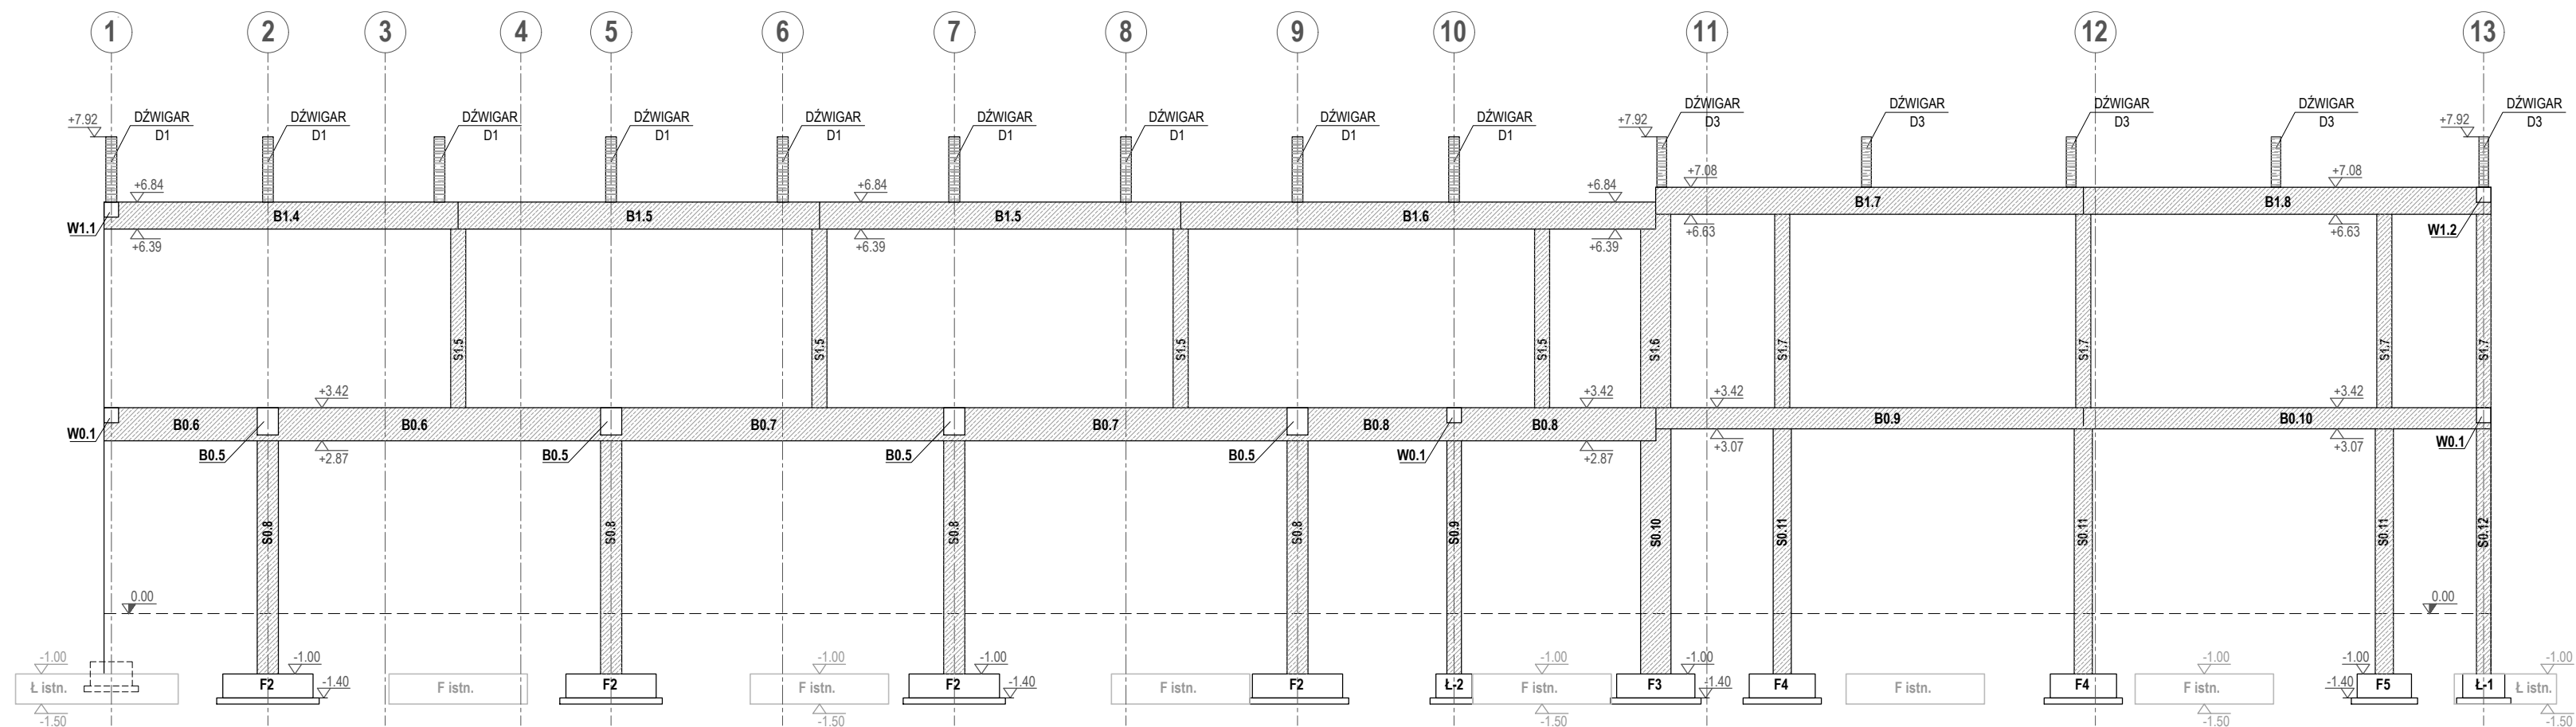 1 2 3 4 5 6 7 8 9 10 11 12 13
DŹWIGAR DŹWIGAR DŹWIGAR DŹWIGAR DŹWIGAR DŹWIGAR DŹWIGAR DŹWIGAR DŹWIGAR DŹWIGAR DŹWIGAR DŹWIGAR DŹWIGAR DŹWIGAR
D1 D1 D1 D1 D1 D1 D1 D1 D1 D3 D3 D3 D3 D3
+7.92 +7.92 +7.92
+6.84 +6.84 +6.84 +7.08 +7.08
B1.4 B1.5 B1.5 B1.6 B1.7 B1.8
W1.1 W1.2
+6.39 +6.39 +6.39 +6.63 +6.63
S1.5 S1.5 S1.5 S1.5 S1.6 S1.7 S1.7 S1.7 S1.7
+3.42 +3.42 +3.42 +3.42
B0.6 B0.6 B0.7 B0.7 B0.8 B0.8 B0.9 B0.10
W0.1 B0.5 B0.5 B0.5 B0.5 W0.1 W0.1
+2.87 +2.87 +3.07 +3.07
S0.8 S0.8 S0.8 S0.8 S0.9 S0.10 S0.11 S0.11 S0.11 S0.12
0.00 0.00
-1.00 -1.00 -1.00 -1.00 -1.00 -1.00 -1.00 -1.00 -1.00
Ł istn. F2 F istn. F2 F istn. F2 F istn. F2 Ł-2 F istn. F3 F4 F istn. F4 F istn. F5 Ł-1 Ł istn.
-1.40 -1.40 -1.40 -1.40
-1.50 -1.50 -1.50 -1.50 -1.50